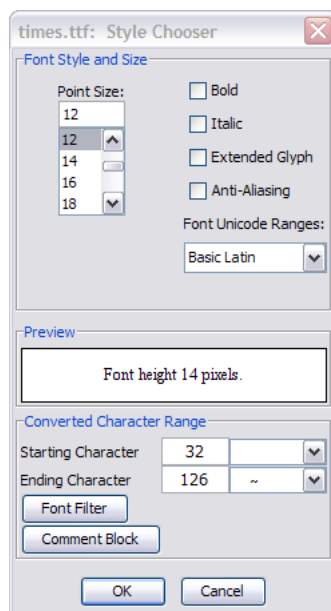 times.ttf: Style Chooser
Font Style and Size
Point Size:
12
12
14
16
18
Bold
Italic
Extended Glyph
Anti-Aliasing
Font Unicode Ranges:
Basic Latin
Preview
Font height 14 pixels.
Converted Character Range
Starting Character 32
Ending Character 126 ~
Font Filter
Comment Block
OK Cancel